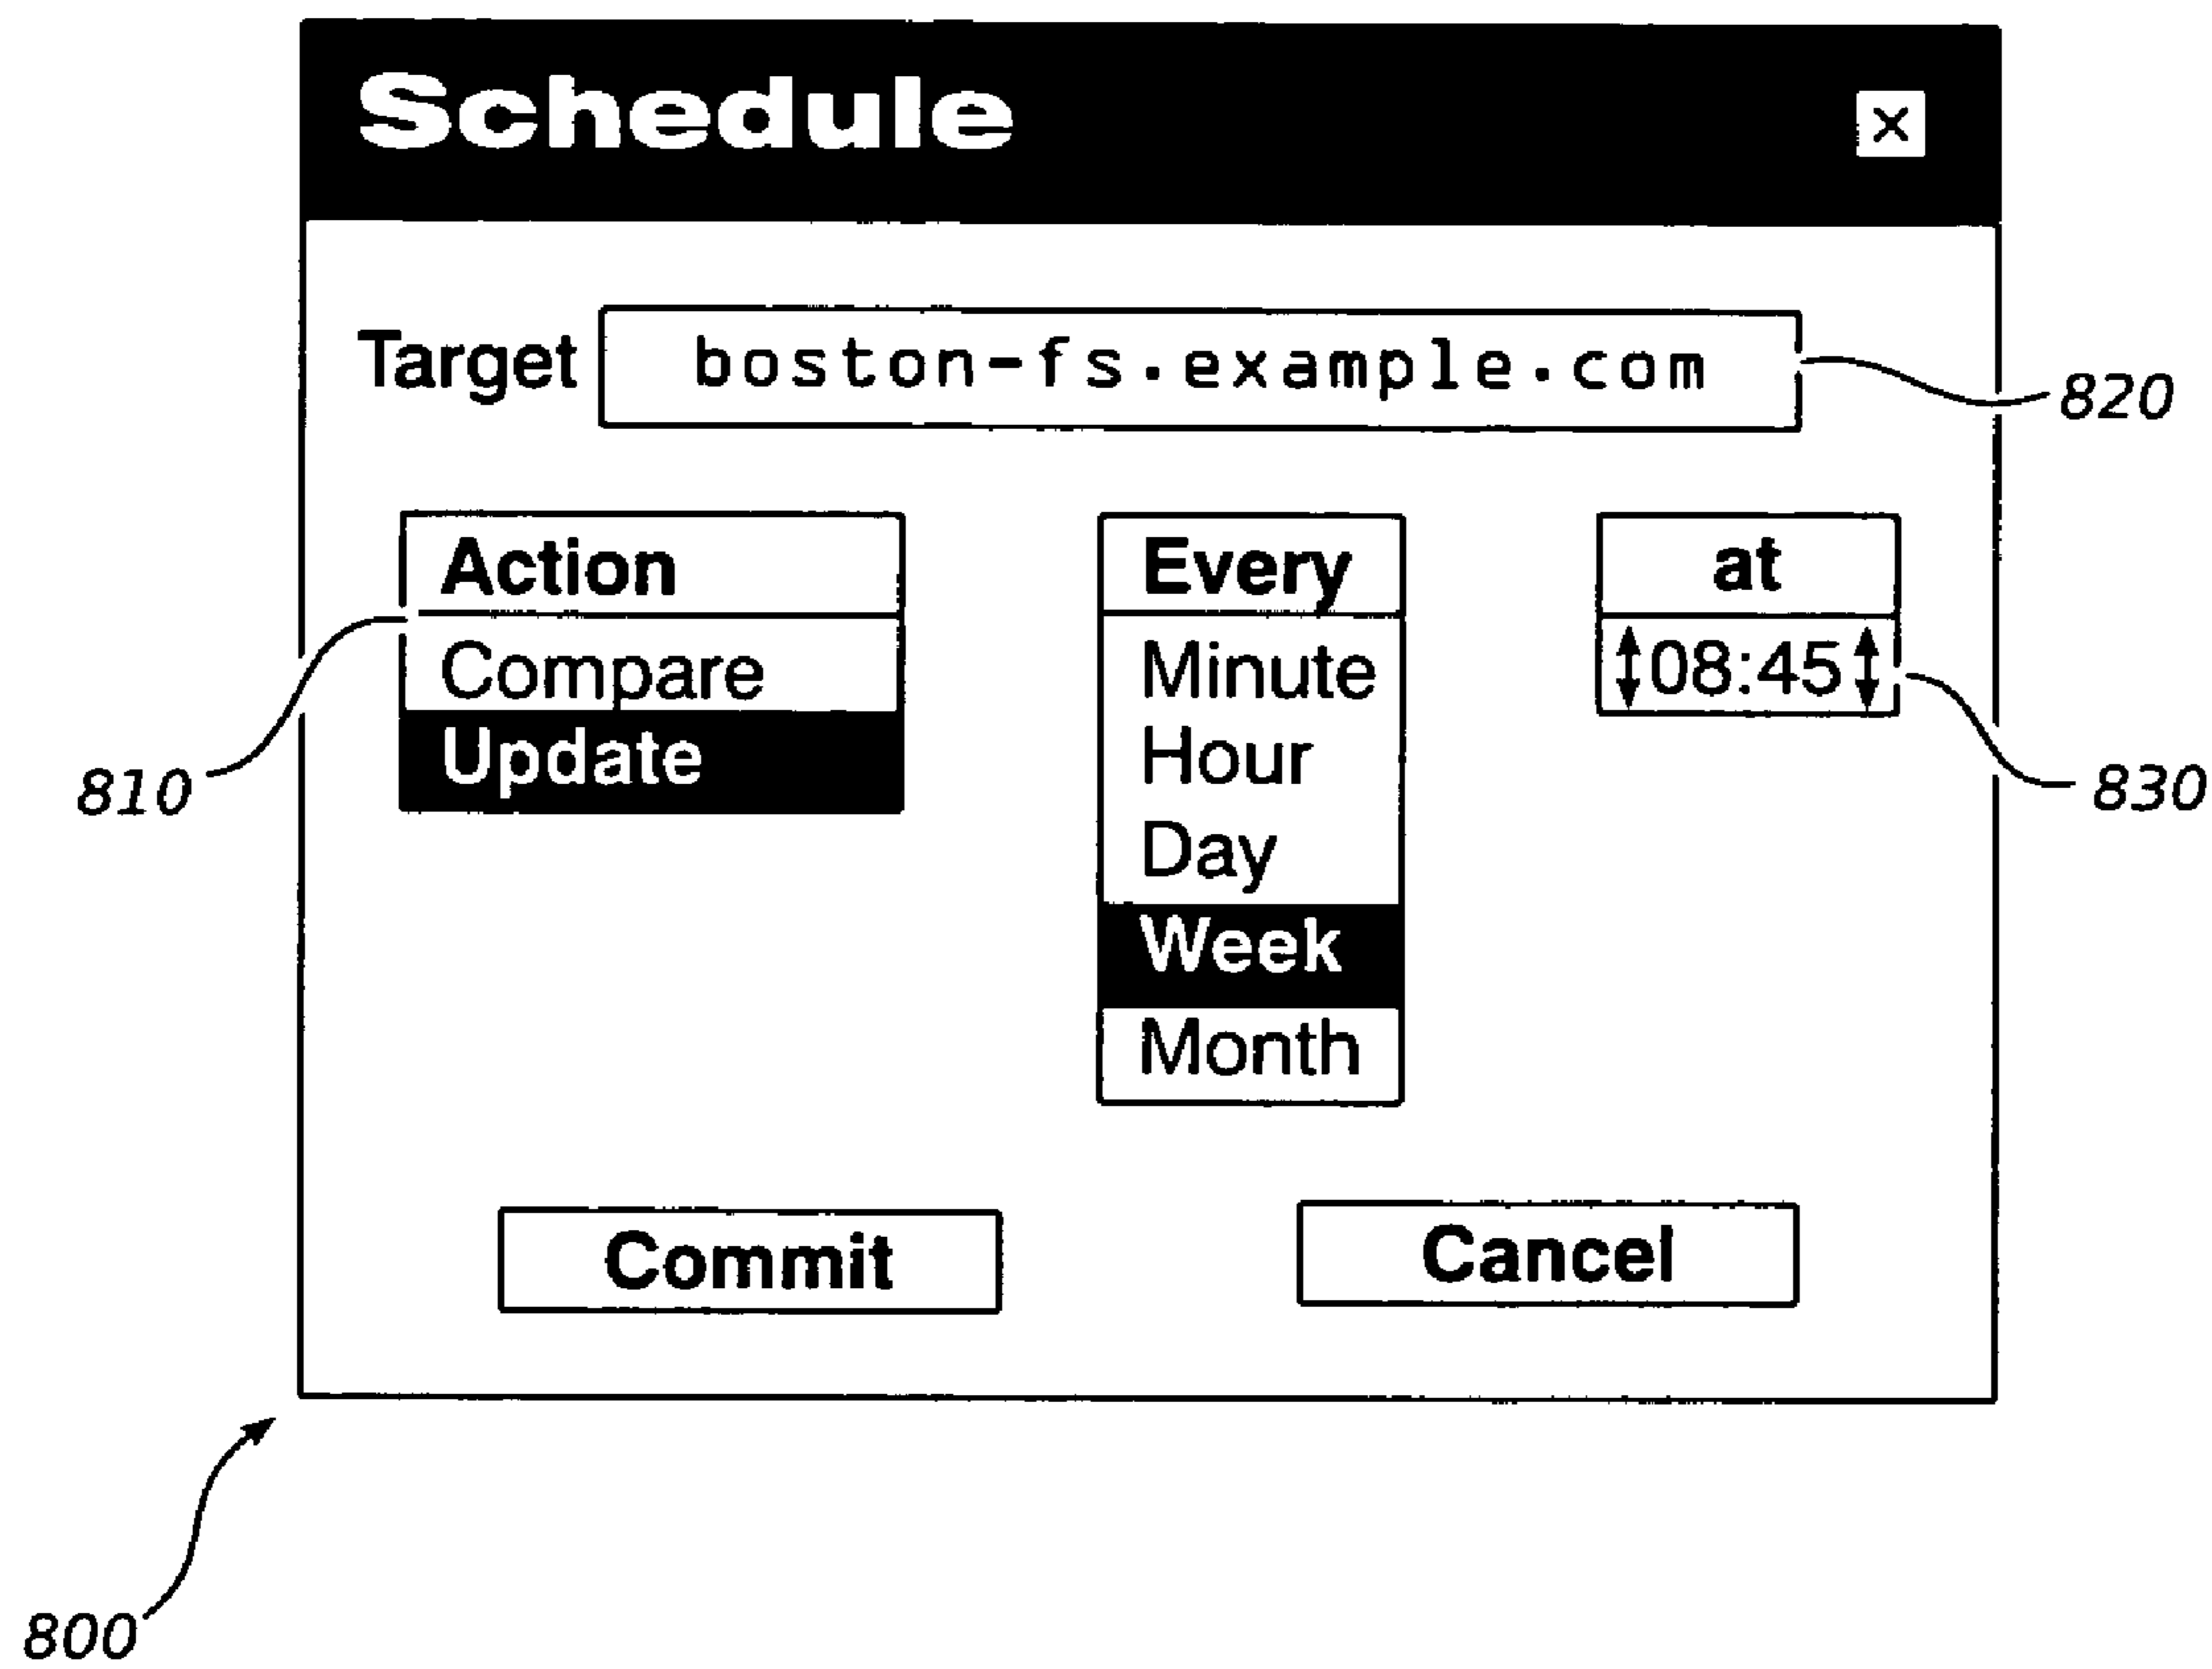 Schedule x
Target boston-fs.example.com
820
Action Every at
Compare Minute 08:45
Update Hour
810 830
Day
Week
Month
Commit Cancel
800